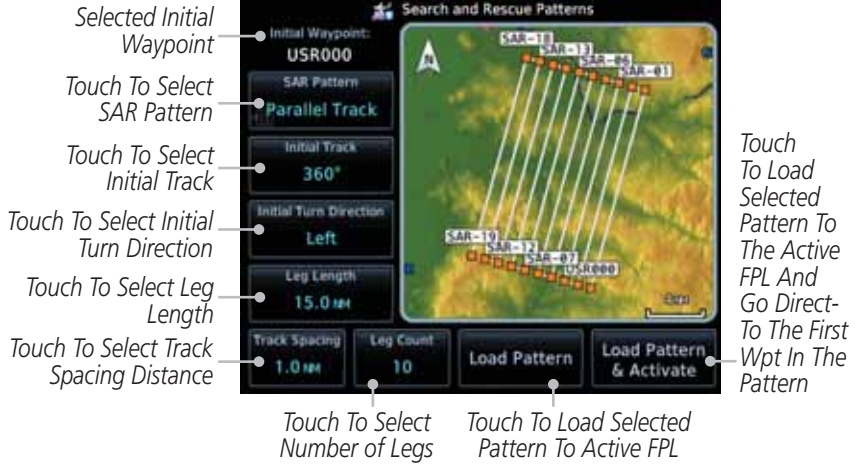 Selected Initial
Waypoint
Touch To Select
SAR Pattern
Touch To Select
Initial Track
Touch To Select Initial
Turn Direction
Touch To Select Leg
Length
Touch To Select Track
Spacing Distance
Search and Rescue Patterns
Initial Waypoint:
USR000
SAR Pattern
Parallel Track
Initial Track
360°
Initial Turn Direction
Left
Leg Length
15.0 NM
Track Spacing
1.0 NM
Leg Count
10
Load Pattern
Load Pattern
& Activate
N
SAR-18
SAR-13
SAR-06
SAR-01
SAR-19
SAR-12
SAR-07
USR000
Touch
To Load
Selected
Pattern To
The Active
FPL And
Go Direct-
To The First
Wpt In The
Pattern
Touch To Select
Number of Legs
Touch To Load Selected
Pattern To Active FPL